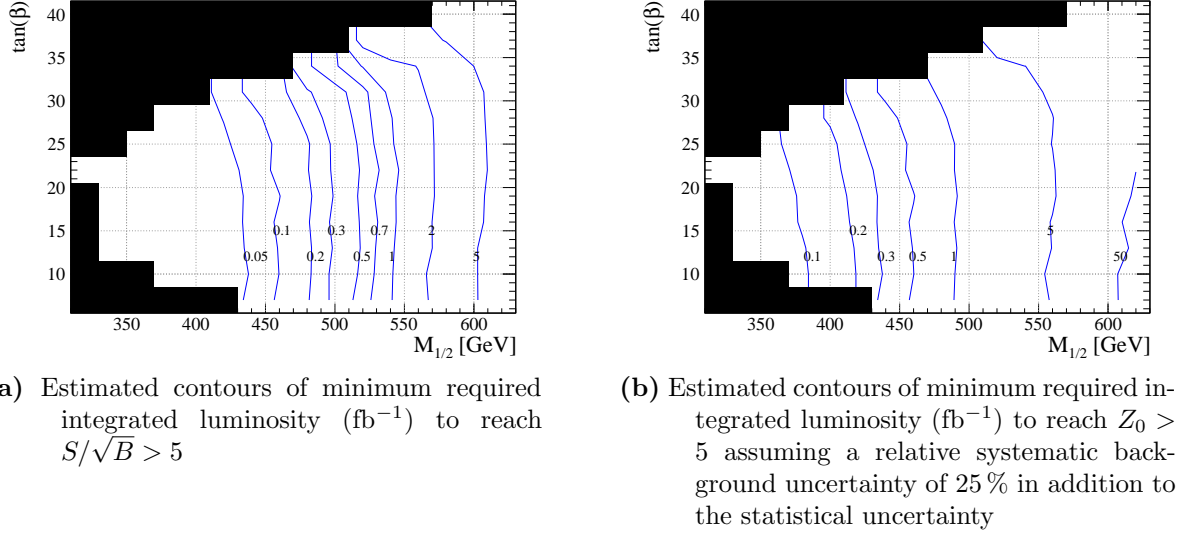 tan(β)
40
35
30
25
20
15
10
0.05
0.1
0.2
0.3
0.5
0.7
1
2
5
350 400 450 500 550 600
M1/2 [GeV]
a) Estimated contours of minimum required
integrated luminosity (fb−1) to reach
S/√B > 5
tan(β)
40
35
30
25
20
15
10
0.1
0.2
0.3
0.5
1
5
50
350 400 450 500 550 600
M1/2 [GeV]
(b) Estimated contours of minimum required in-
tegrated luminosity (fb−1) to reach Z0 >
5 assuming a relative systematic back-
ground uncertainty of 25 % in addition to
the statistical uncertainty